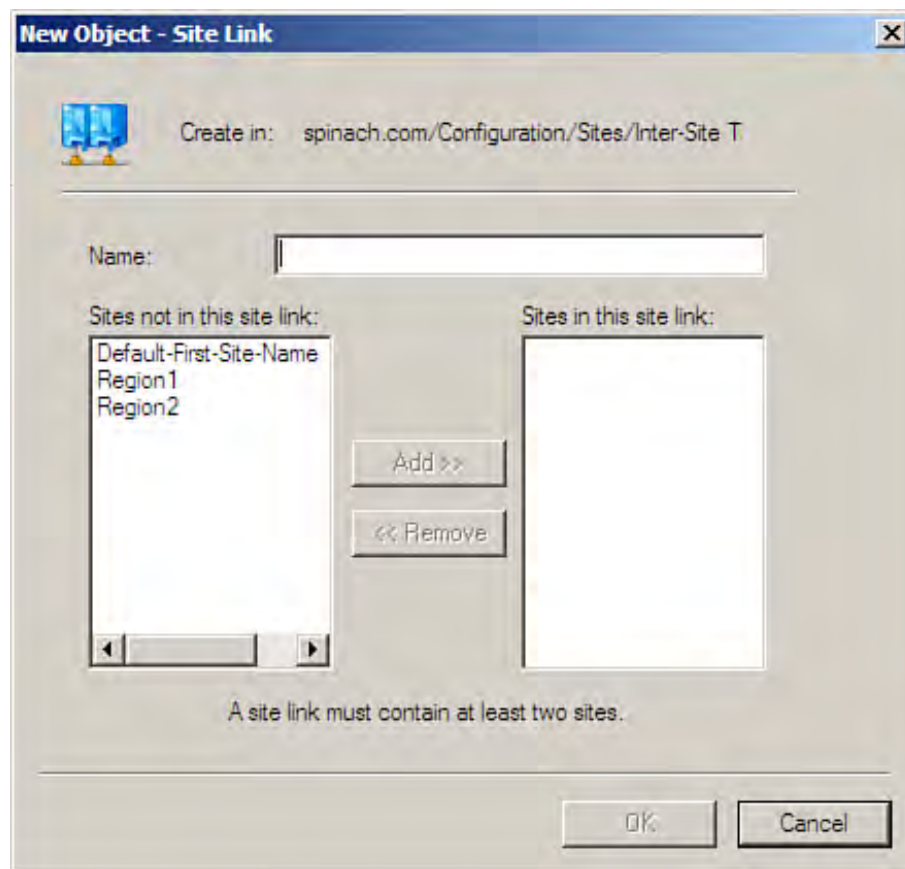 New Object - Site Link
Create in: spinach.com/Configuration/Sites/Inter-Site T
Name:
Sites not in this site link:
Sites in this site link:
Default-First-Site-Name
Region1
Region2
Add >>
<< Remove
A site link must contain at least two sites.
OK
Cancel